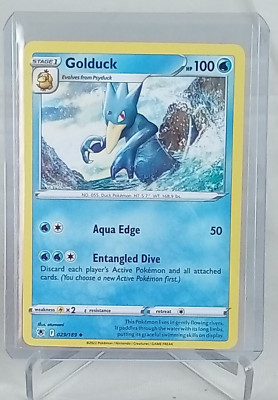 STAGE 1
Golduck
HP 100
Evolves from Psyduck
NO. 055 Duck Pokémon HT: 5'7" WT: 168.9 lbs.
Aqua Edge 50
Entangled Dive
Discard each player's Active Pokémon and all attached
cards. (You choose a new Active Pokémon first.)
weakness ×2 resistance retreat
029/189
This Pokémon lives in gently flowing rivers.
It paddles through the water with its long limbs,
putting its graceful swimming skills on display.
©2022 Pokémon / Nintendo / Creatures / GAME FREAK